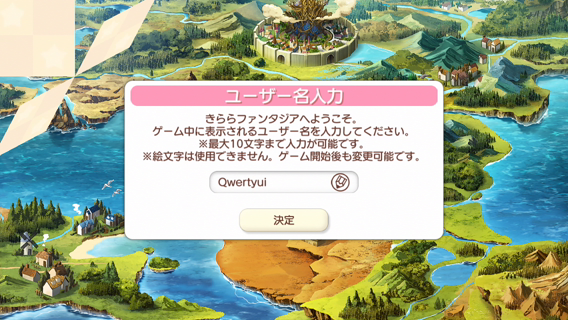 ユーザー名入力
きららファンタジアへようこそ。
ゲーム中に表示されるユーザー名を入力してください。
※最大10文字まで入力が可能です。
※絵文字は使用できません。ゲーム開始後も変更可能です。
Qwertyui
決定